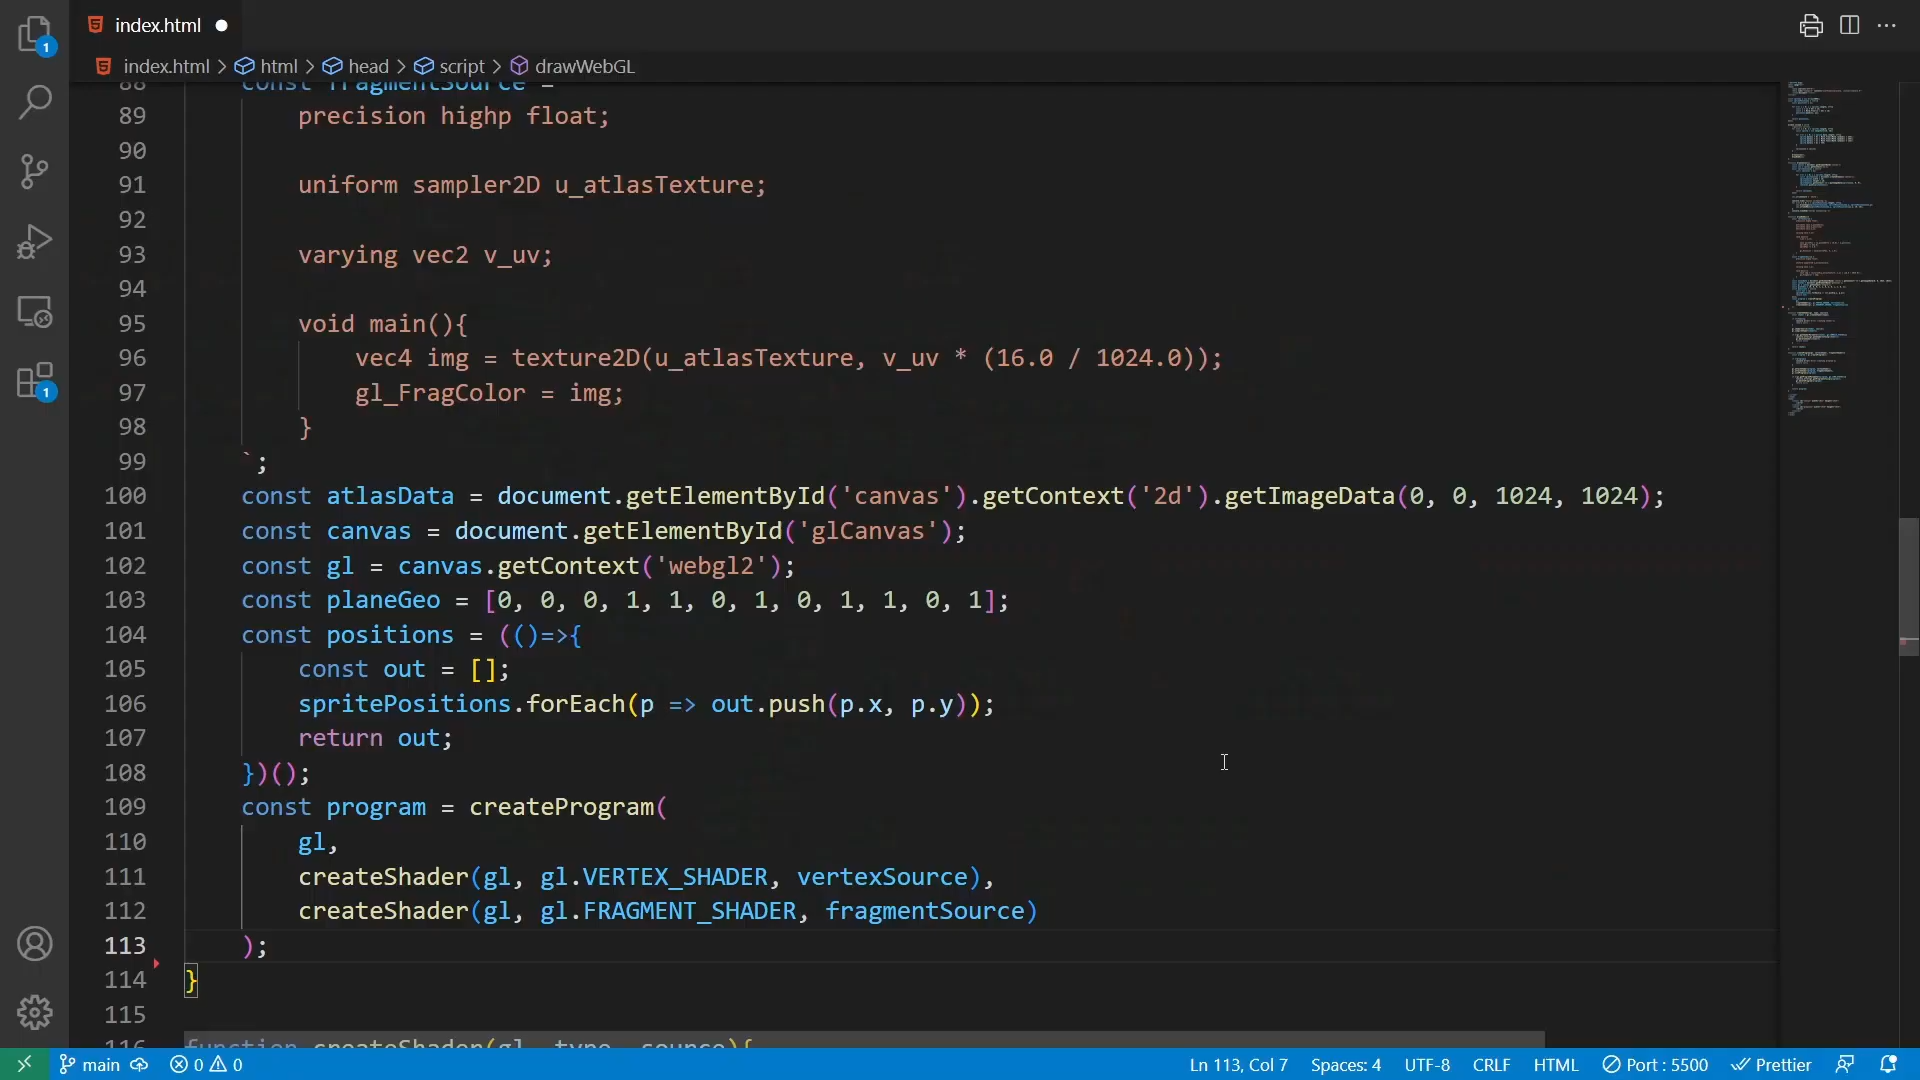 index.html
index.html > html > head > script > drawWebGL
88 const fragmentSource =
89 precision highp float;
90
91 uniform sampler2D u_atlasTexture;
92
93 varying vec2 v_uv;
94
95 void main(){
96 vec4 img = texture2D(u_atlasTexture, v_uv * (16.0 / 1024.0));
97 gl_FragColor = img;
98 }
99 `;
100 const atlasData = document.getElementById('canvas').getContext('2d').getImageData(0, 0, 1024, 1024);
101 const canvas = document.getElementById('glCanvas');
102 const gl = canvas.getContext('webgl2');
103 const planeGeo = [0, 0, 0, 1, 1, 0, 1, 0, 1, 1, 0, 1];
104 const positions = (()=>{
105 const out = [];
106 spritePositions.forEach(p => out.push(p.x, p.y));
107 return out;
108 })();
109 const program = createProgram(
110 gl,
111 createShader(gl, gl.VERTEX_SHADER, vertexSource),
112 createShader(gl, gl.FRAGMENT_SHADER, fragmentSource)
113 );
114 }
115
116 function createShader(gl, type, source){
1
1
main 0 0 Ln 113, Col 7 Spaces: 4 UTF-8 CRLF HTML Port : 5500 Prettier